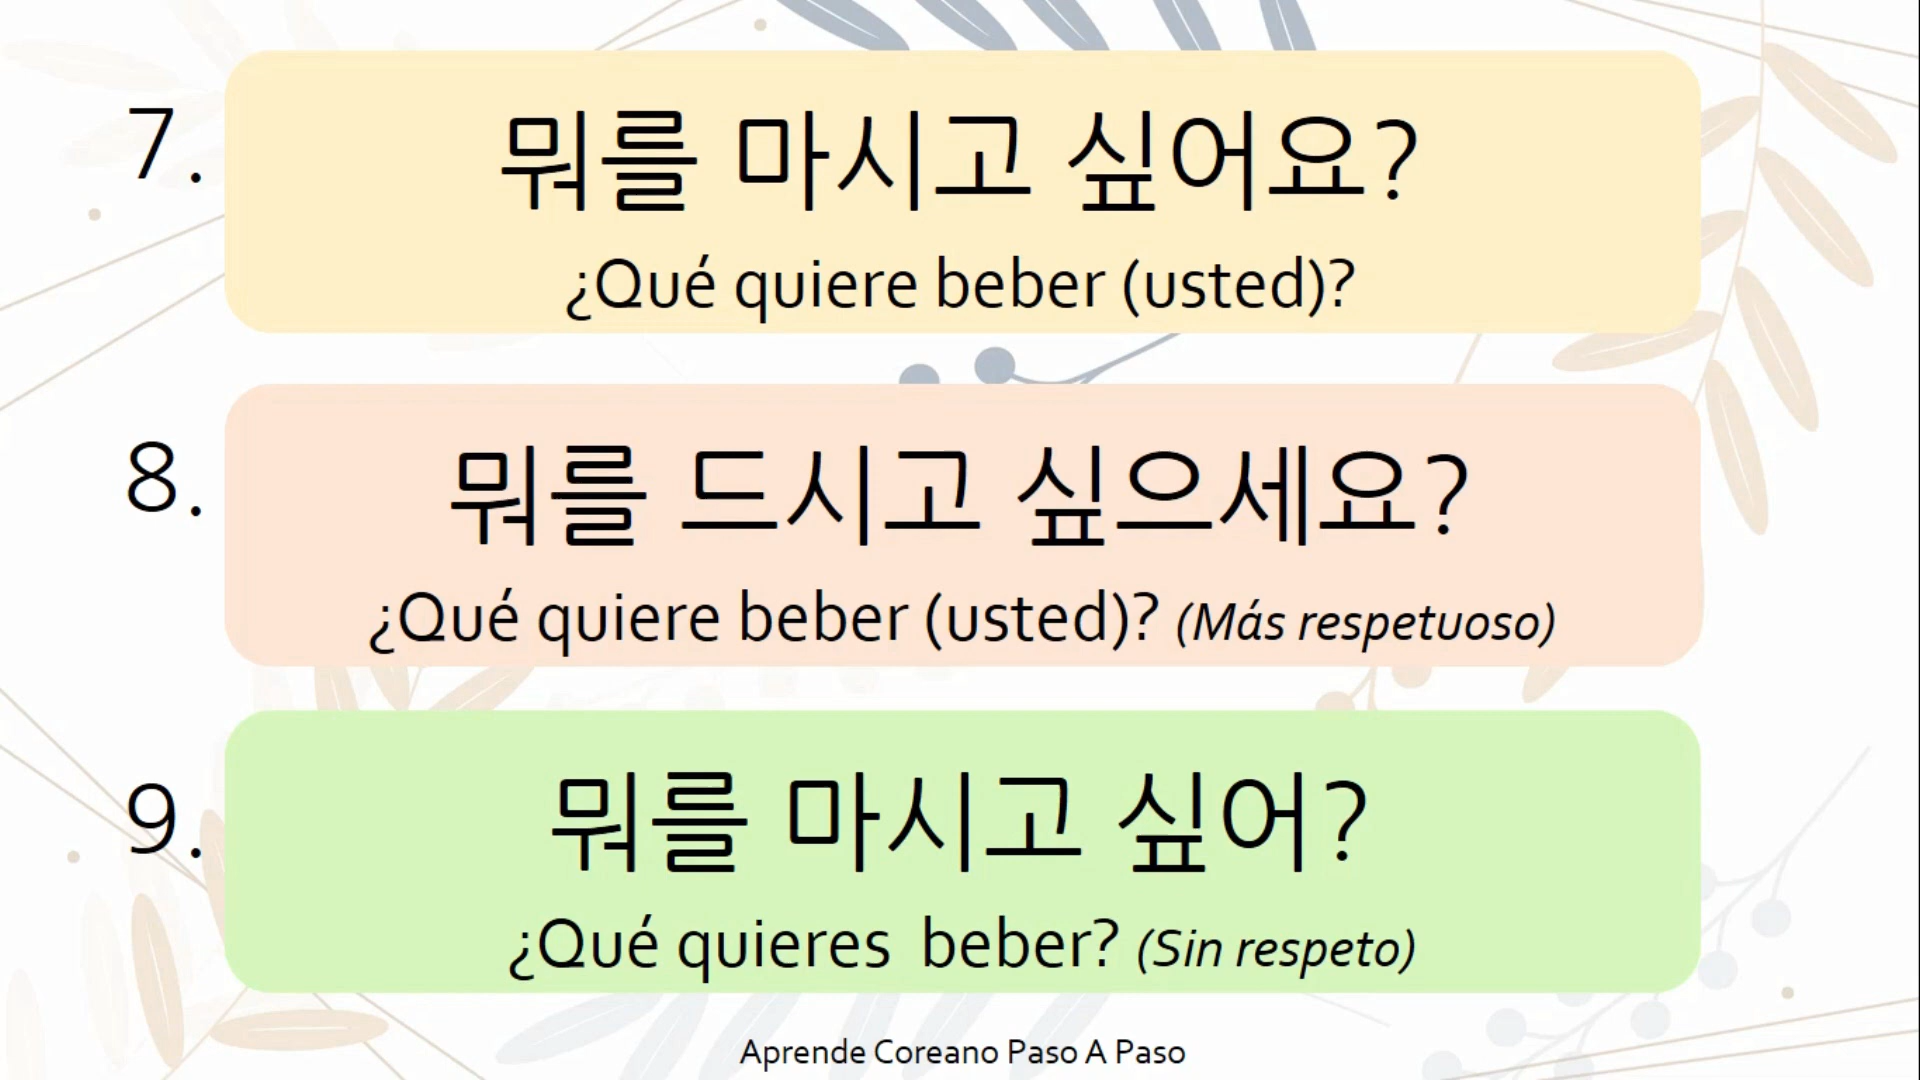 7.
뭐를 마시고 싶어요?
¿Qué quiere beber (usted)?
8.
뭐를 드시고 싶으세요?
¿Qué quiere beber (usted)? (Más respetuoso)
9.
뭐를 마시고 싶어?
¿Qué quieres  beber? (Sin respeto)
Aprende Coreano Paso A Paso